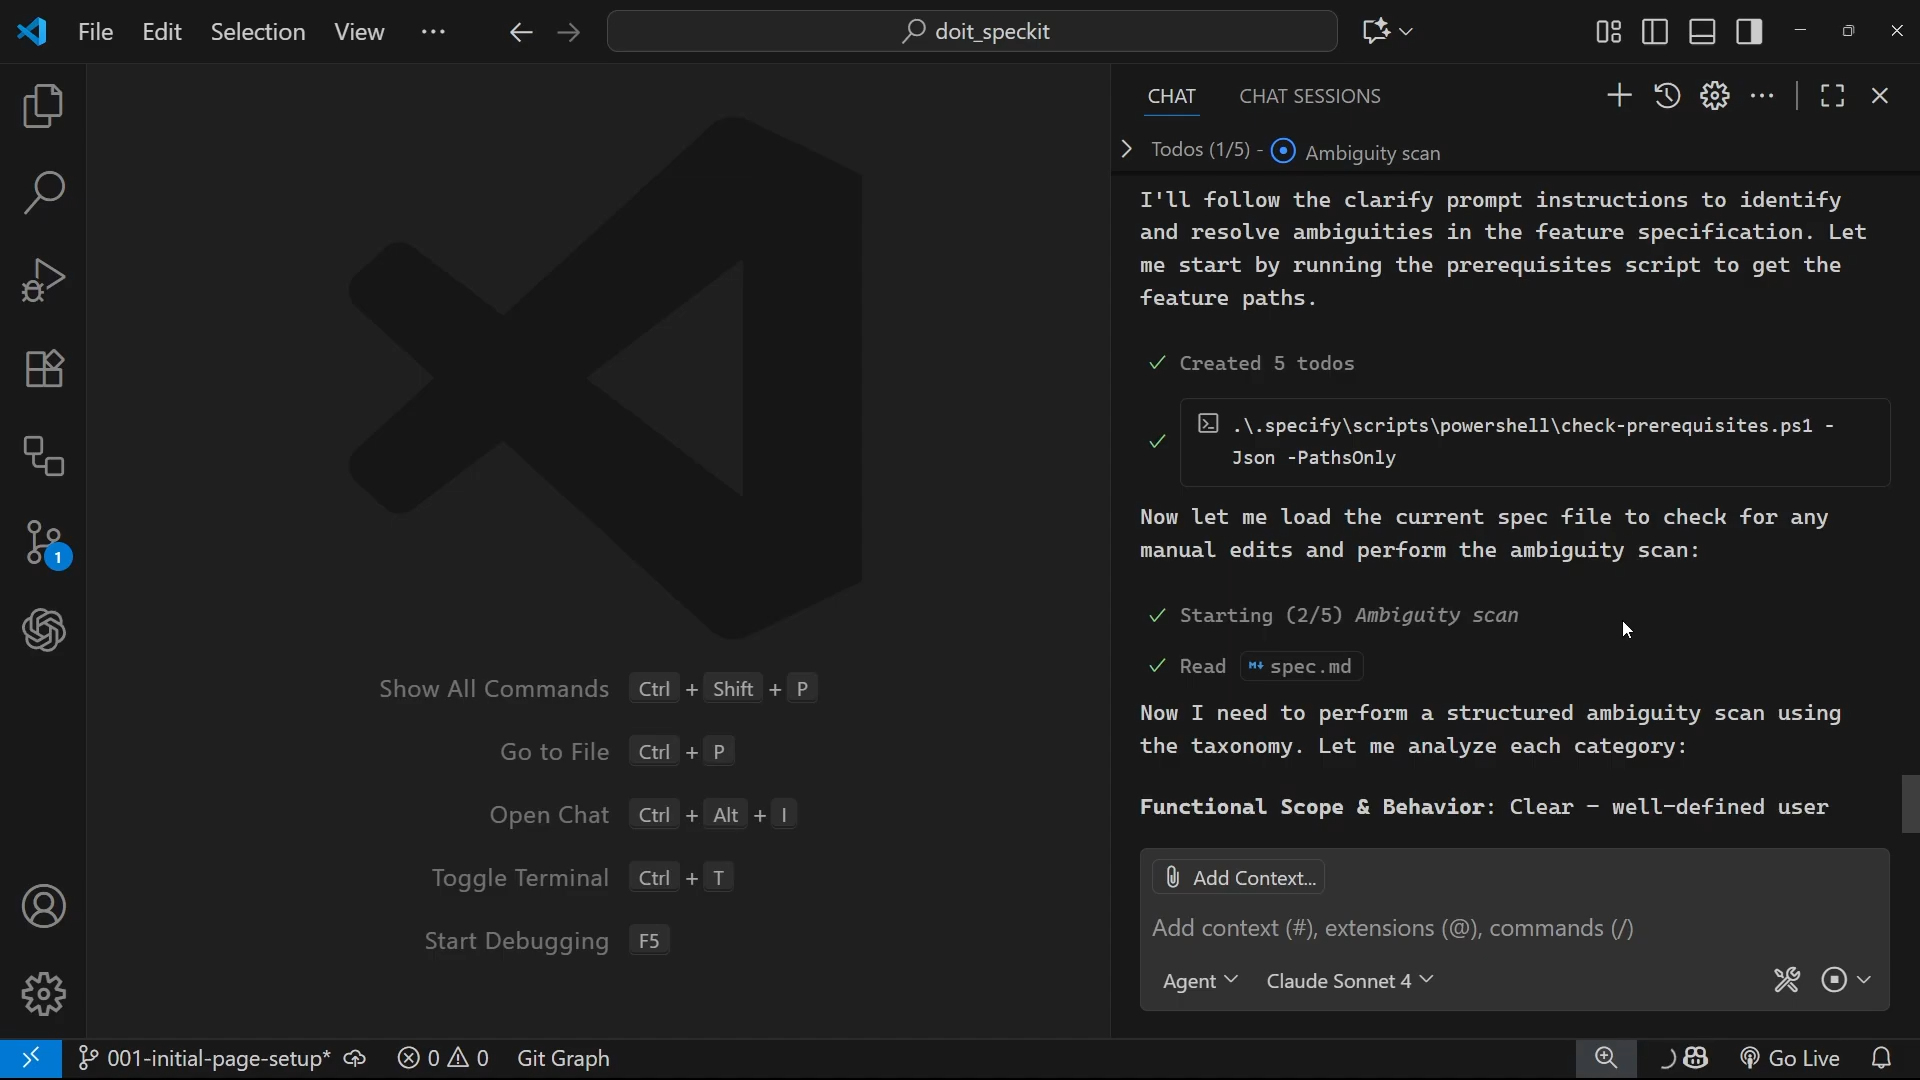 File Edit Selection View ··· doit_speckit
CHAT CHAT SESSIONS
Todos (1/5) - Ambiguity scan
I'll follow the clarify prompt instructions to identify
and resolve ambiguities in the feature specification. Let
me start by running the prerequisites script to get the
feature paths.
Created 5 todos
.\.specify\scripts\powershell\check-prerequisites.ps1 -
Json -PathsOnly
Now let me load the current spec file to check for any
manual edits and perform the ambiguity scan:
Starting (2/5) Ambiguity scan
Read spec.md
Now I need to perform a structured ambiguity scan using
the taxonomy. Let me analyze each category:
Functional Scope & Behavior: Clear - well-defined user
Add Context...
Add context (#), extensions (@), commands (/)
Agent Claude Sonnet 4
1
Show All Commands Ctrl + Shift + P
Go to File Ctrl + P
Open Chat Ctrl + Alt + I
Toggle Terminal Ctrl + T
Start Debugging F5
001-initial-page-setup* 0 0 Git Graph Go Live